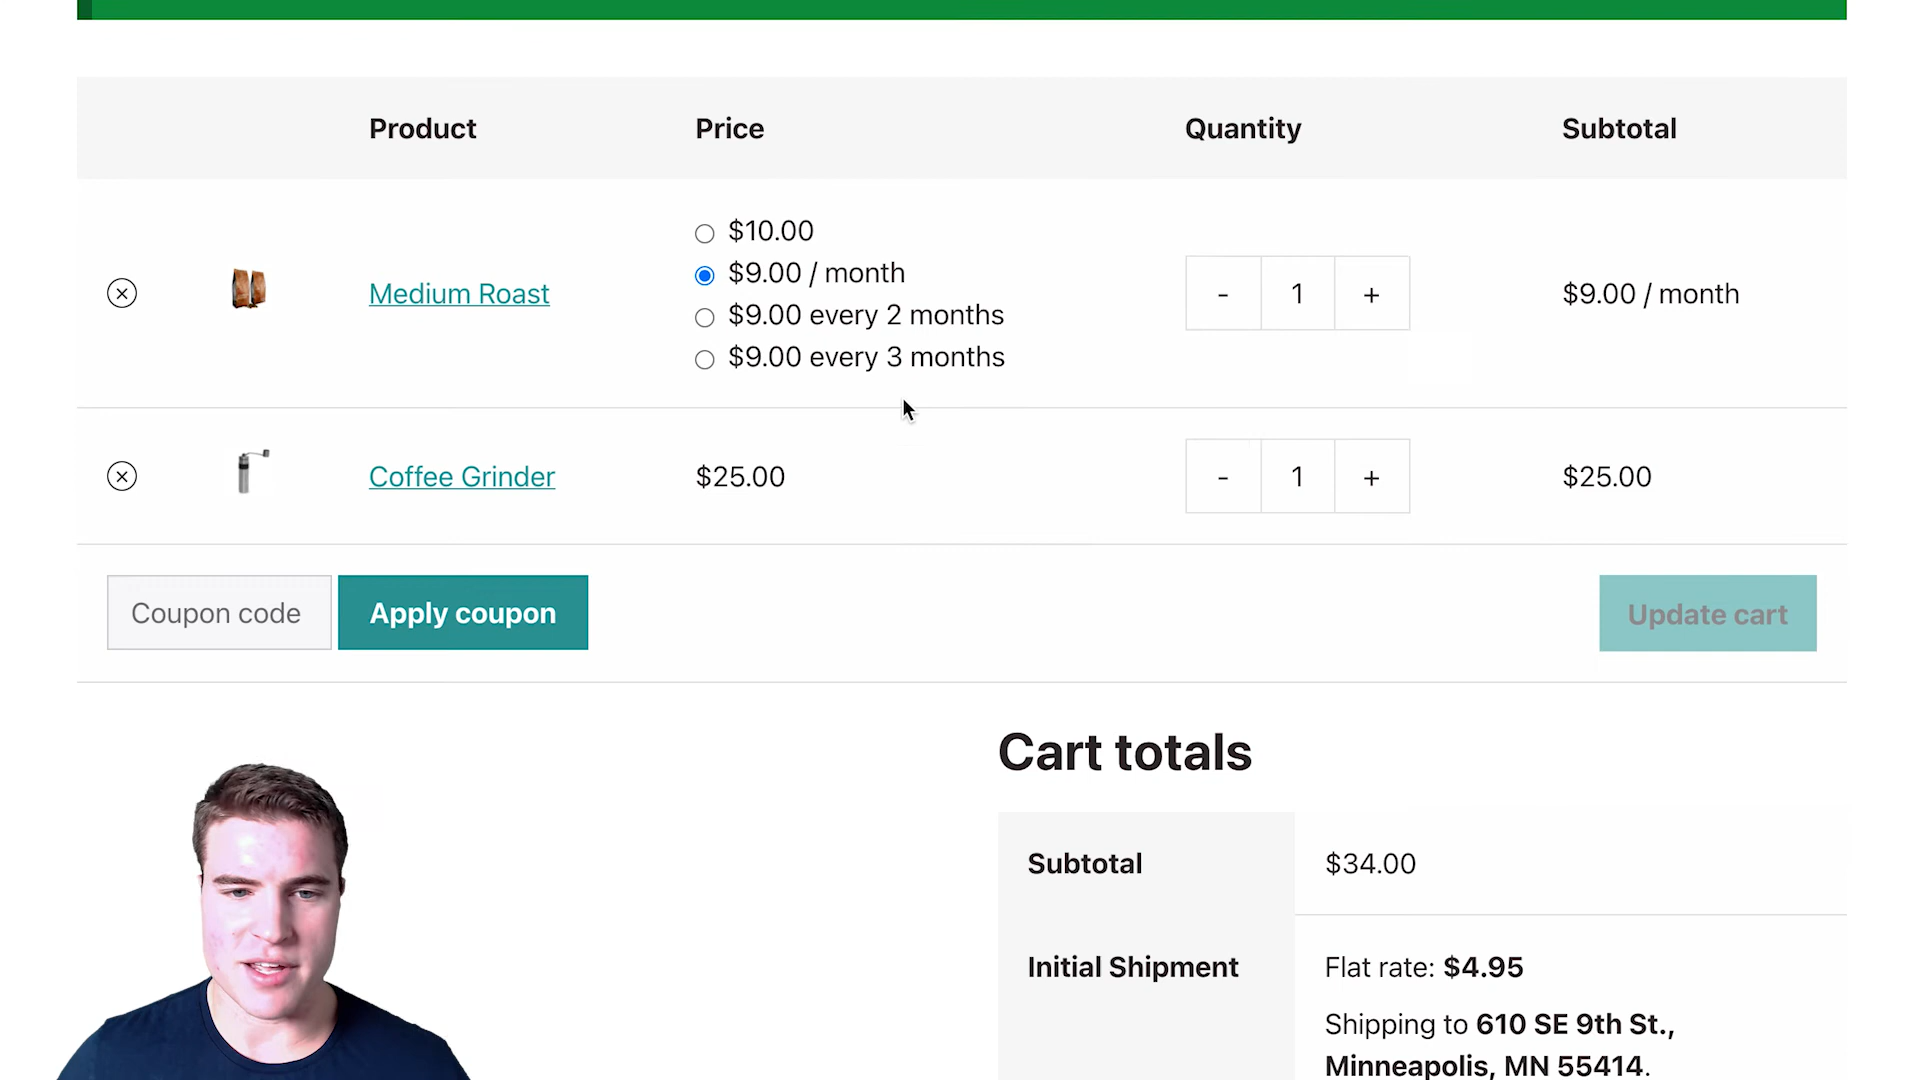 Product Price Quantity Subtotal
$10.00
$9.00 / month
$9.00 every 2 months
$9.00 every 3 months
Medium Roast
- 1 +
$9.00 / month
Coffee Grinder $25.00 - 1 + $25.00
Coupon code Apply coupon Update cart
Cart totals
Subtotal $34.00
Initial Shipment Flat rate: $4.95
Shipping to 610 SE 9th St.,
Minneapolis, MN 55414.